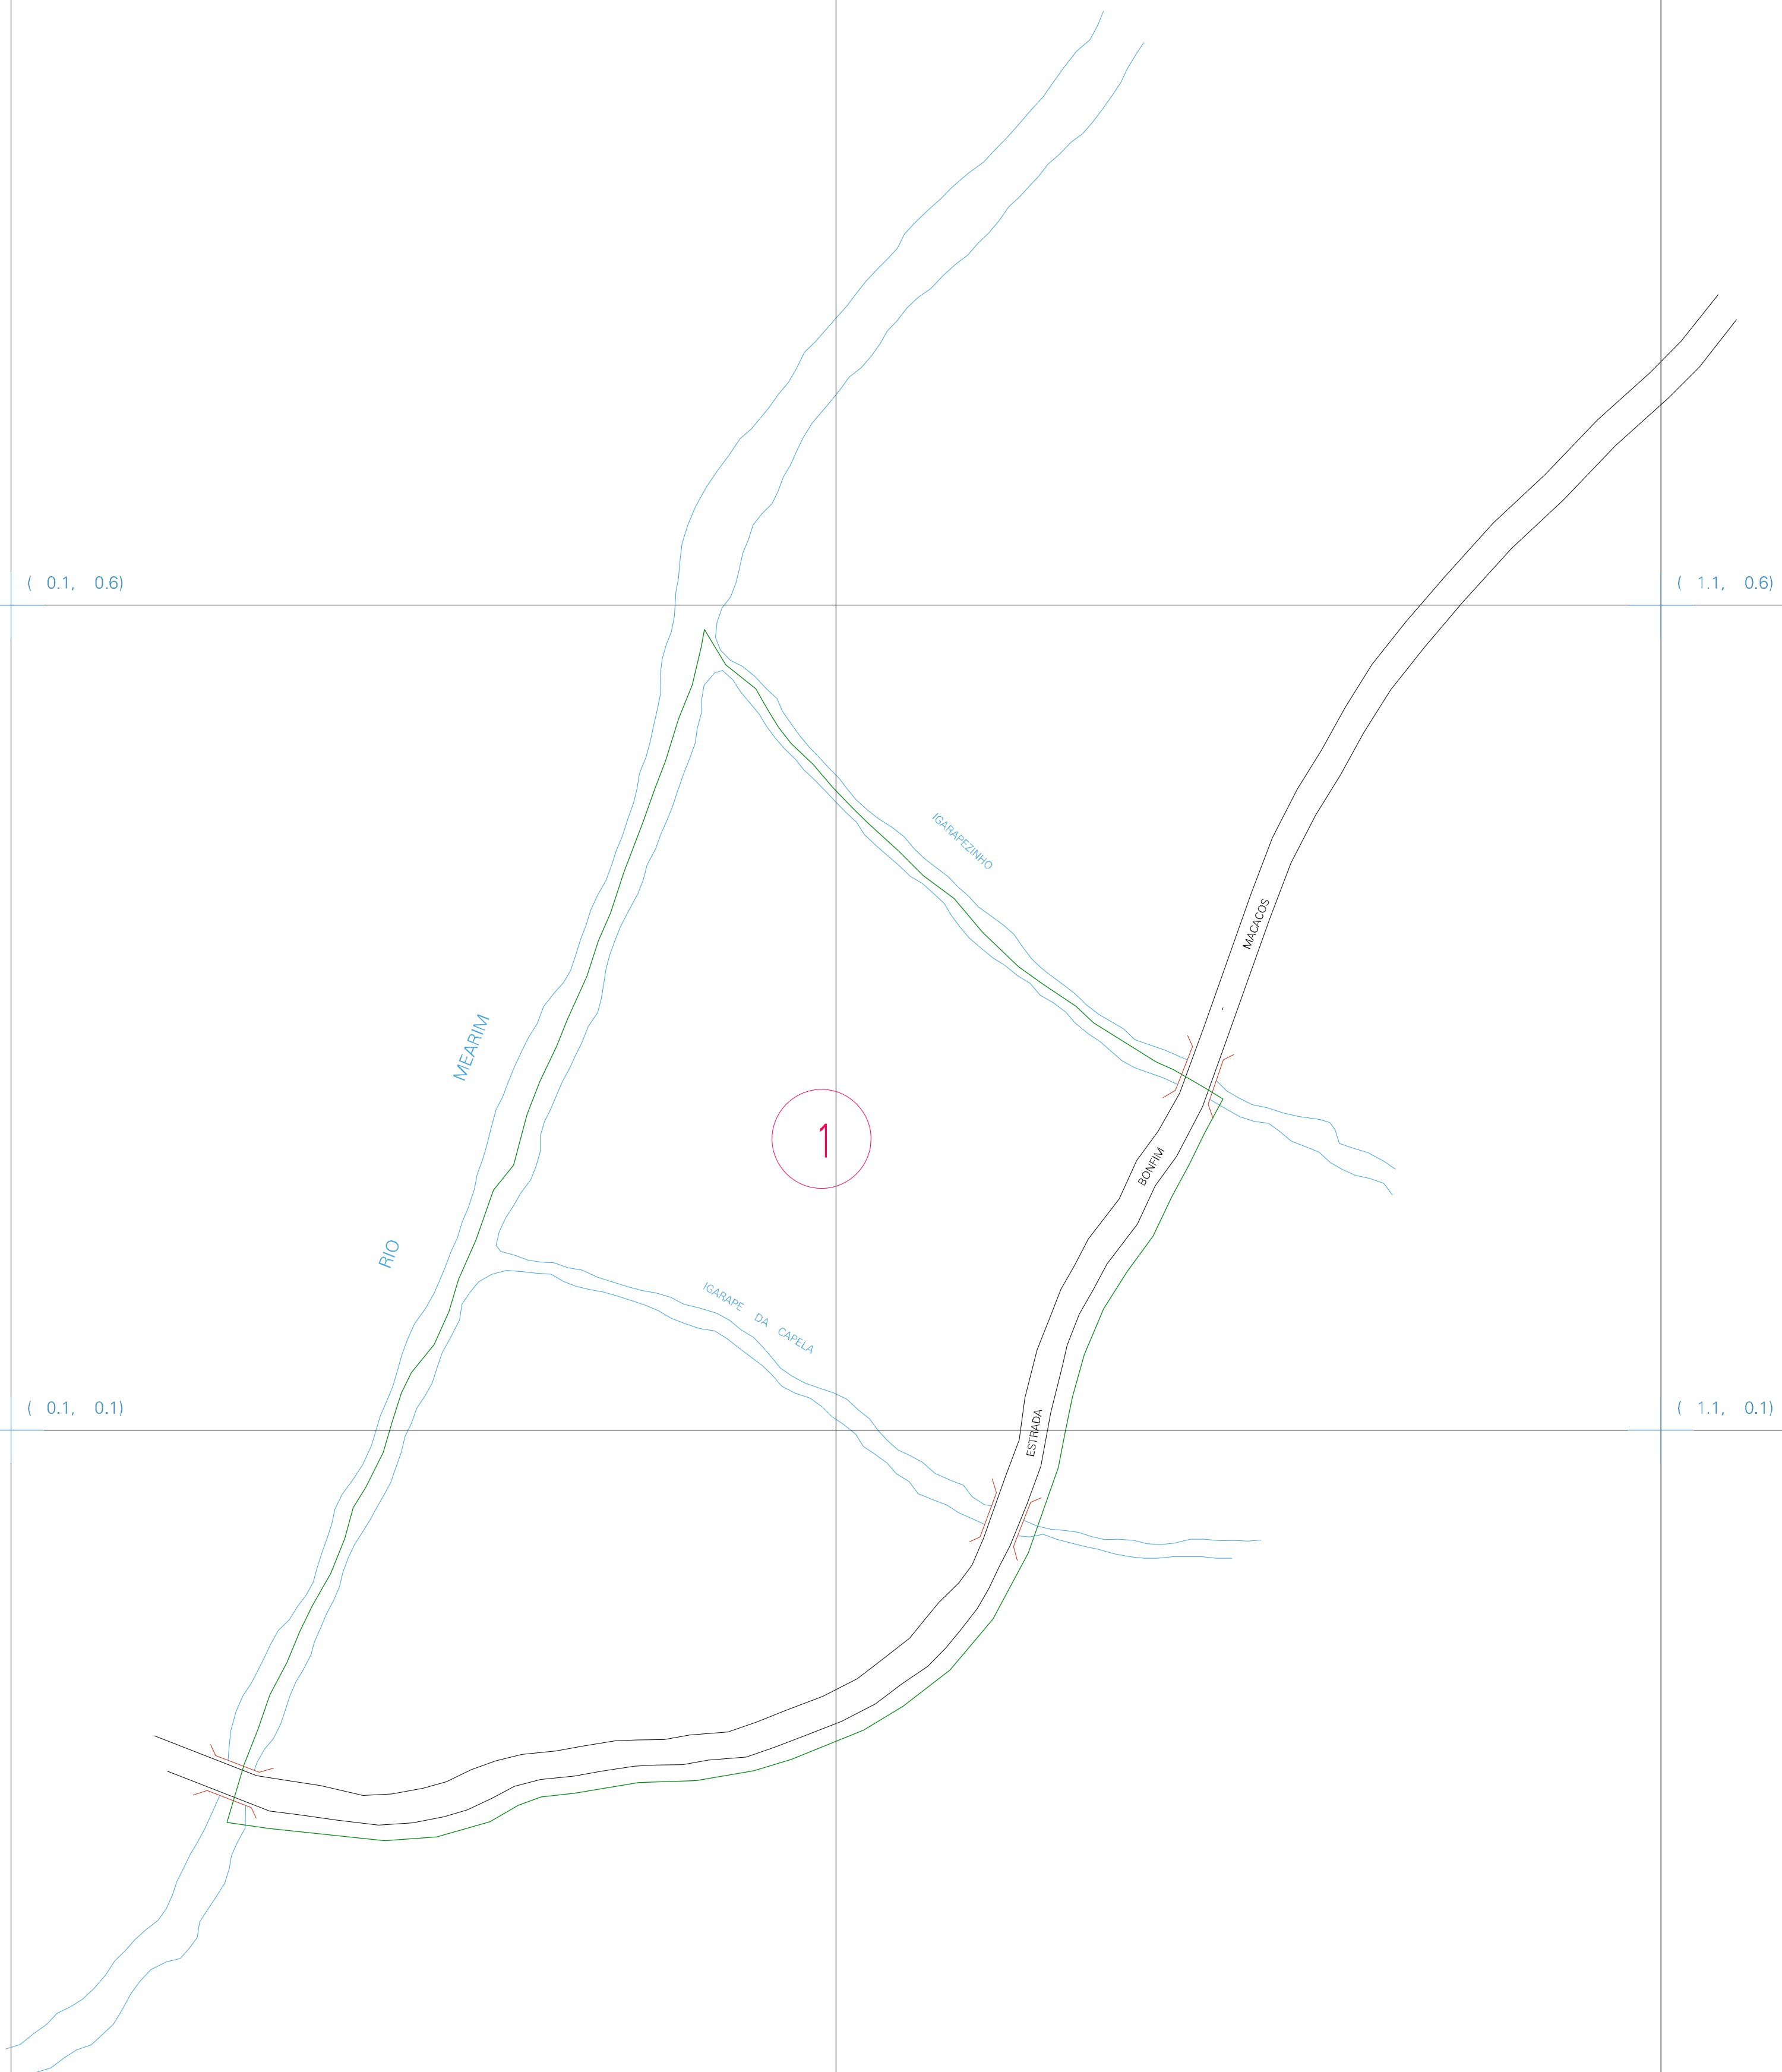 ( 0.1, 0.6)
( 1.1, 0.6)
IGARAPEZINHO
MACACOS
RIO MEARIM
1
BONFIM
IGARAPE DA CAPELA
( 0.1, 0.1)
ESTRADA
( 1.1, 0.1)